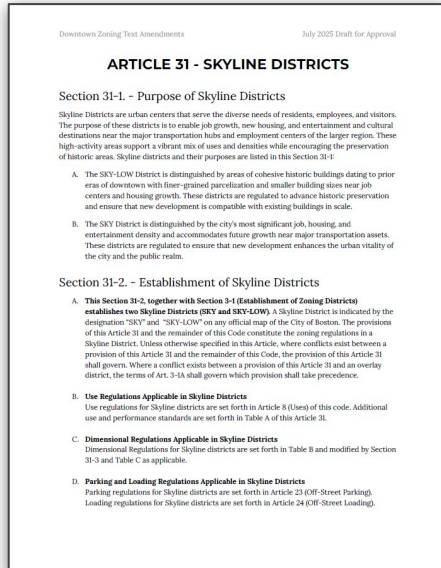 Downtown Zoning Text Amendments July 2025 Draft for Approval
ARTICLE 31 - SKYLINE DISTRICTS
Section 31-1. - Purpose of Skyline Districts
Skyline Districts are urban centers that serve the diverse needs of residents, employees, and visitors.
The purpose of these districts is to enable job growth, new housing, and entertainment and cultural
destinations near the major transportation hubs and employment centers of the larger region. These
high-activity areas support a vibrant mix of uses and densities while encouraging the preservation
of historic areas. Skyline districts and their purposes are listed in this Section 31-1:
A. The SKY-LOW District is distinguished by areas of cohesive historic buildings dating to prior
eras of downtown with finer-grained parcelization and smaller building sizes near job
centers and housing growth. These districts are regulated to advance historic preservation
and ensure that new development is compatible with existing buildings in scale.
B. The SKY District is distinguished by the city's most significant job, housing, and
entertainment density and accommodates future growth near major transportation assets.
These districts are regulated to ensure that new development enhances the urban vitality of
the city and the public realm.
Section 31-2. - Establishment of Skyline Districts
A. This Section 31-2, together with Section 3-1 (Establishment of Zoning Districts)
establishes two Skyline Districts (SKY and SKY-LOW). A Skyline District is indicated by the
designation "SKY" and "SKY-LOW" on any official map of the City of Boston. The provisions
of this Article 31 and the remainder of this Code constitute the zoning regulations in a
Skyline District. Unless otherwise specified in this Article, where conflicts exist between a
provision of this Article 31 and the remainder of this Code, the provision of this Article 31
shall govern. Where a conflict exists between a provision of this Article 31 and an overlay
district, the terms of Art. 3-1A shall govern which provision shall take precedence.
B. Use Regulations Applicable in Skyline Districts
Use regulations for Skyline districts are set forth in Article 8 (Uses) of this code. Additional
use and performance standards are set forth in Table A of this Article 31.
C. Dimensional Regulations Applicable in Skyline Districts
Dimensional Regulations for Skyline districts are set forth in Table B and modified by Section
31-3 and Table C as applicable.
D. Parking and Loading Regulations Applicable in Skyline Districts
Parking regulations for Skyline districts are set forth in Article 23 (Off-Street Parking).
Loading regulations for Skyline districts are set forth in Article 24 (Off-Street Loading).